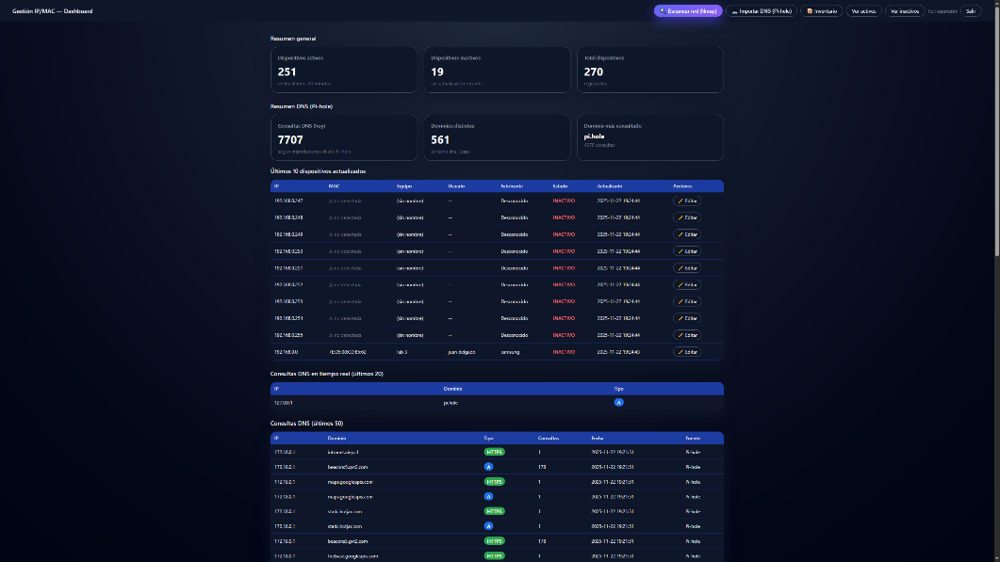 Gestión IP/MAC — Dashboard
Escanear red (Nmap)
Importar DNS (Pi-hole)
Inventario
Ver activos
Ver inactivos
Rol: operador
Salir
Resumen general
Dispositivos activos
251
en los últimos 30 minutos
Dispositivos inactivos
19
sin actualización reciente
Total dispositivos
270
registrados
Resumen DNS (Pi-hole)
Consultas DNS (hoy)
7707
según importaciones desde Pi-hole
Dominios distintos
561
en tabla dns_logs
Dominio más consultado
pi.hole
consultas
Últimos 10 dispositivos actualizados
IP MAC Equipo Usuario Fabricante Estado Actualizado Acciones
192.168.0.247 ⚠ no detectada (sin nombre) -- Desconocido INACTIVO 2025-11-22 19:24:44 Editar
192.168.0.248 ⚠ no detectada (sin nombre) -- Desconocido INACTIVO 2025-11-22 19:24:44 Editar
192.168.0.249 ⚠ no detectada (sin nombre) -- Desconocido INACTIVO 2025-11-22 19:24:44 Editar
192.168.0.250 ⚠ no detectada (sin nombre) -- Desconocido INACTIVO 2025-11-22 19:24:44 Editar
192.168.0.251 ⚠ no detectada (sin nombre) -- Desconocido INACTIVO 2025-11-22 19:24:44 Editar
192.168.0.252 ⚠ no detectada (sin nombre) -- Desconocido INACTIVO 2025-11-22 19:24:44 Editar
192.168.0.253 ⚠ no detectada (sin nombre) -- Desconocido INACTIVO 2025-11-22 19:24:44 Editar
192.168.0.254 ⚠ no detectada (sin nombre) -- Desconocido INACTIVO 2025-11-22 19:24:44 Editar
192.168.0.255 ⚠ no detectada (sin nombre) -- Desconocido INACTIVO 2025-11-22 19:24:44 Editar
192.168.0.0 lab 3 juan delgado samsung INACTIVO 2025-11-22 19:24:43 Editar
Consultas DNS en tiempo real (últimos 20)
IP Dominio Tipo
127.0.0.1 pi.hole A
Consultas DNS (últimos 50)
IP Dominio Tipo Consultas Fecha Fuente
172.18.0.1 intranet.aiep.cl HTTPS 1 2025-11-22 19:21:51 Pi-hole
172.18.0.1 beacons5.gvt2.com A 178 2025-11-22 19:21:51 Pi-hole
172.18.0.1 maps.googleapis.com HTTPS 1 2025-11-22 19:21:51 Pi-hole
172.18.0.1 maps.googleapis.com A 1 2025-11-22 19:21:51 Pi-hole
172.18.0.1 static.hotjar.com HTTPS 1 2025-11-22 19:21:51 Pi-hole
172.18.0.1 static.hotjar.com A 1 2025-11-22 19:21:51 Pi-hole
172.18.0.1 beacons5.gvt2.com HTTPS 178 2025-11-22 19:21:51 Pi-hole
172.18.0.1 firebase.googleapis.com HTTPS 1 2025-11-22 19:21:51 Pi-hole